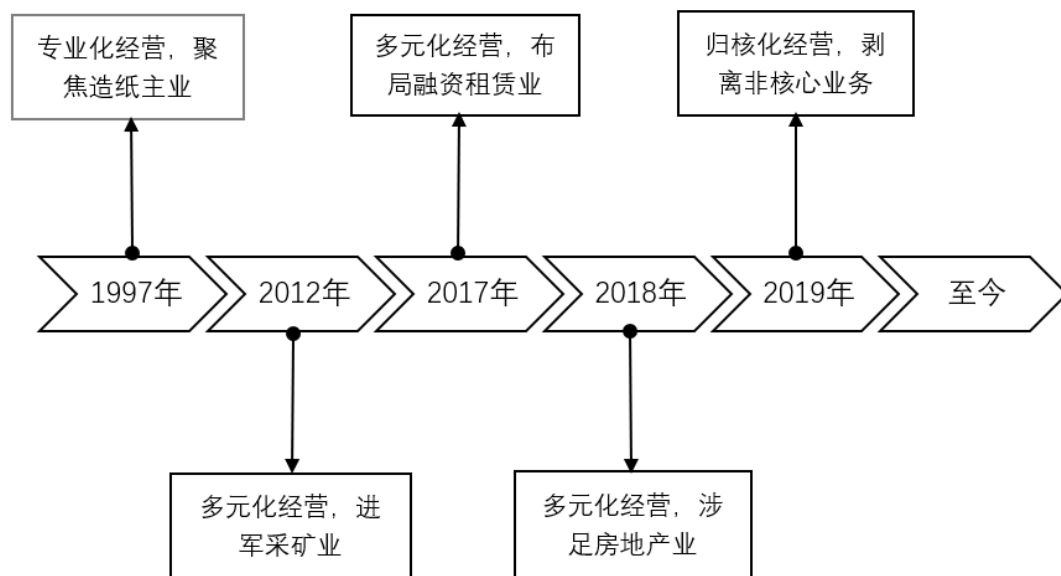 专业化经营，聚
焦造纸主业
多元化经营，布
局融资租赁业
归核化经营，剥
离非核心业务
1997年
2012年
2017年
2018年
2019年
至今
多元化经营，进
军采矿业
多元化经营，涉
足房地产业